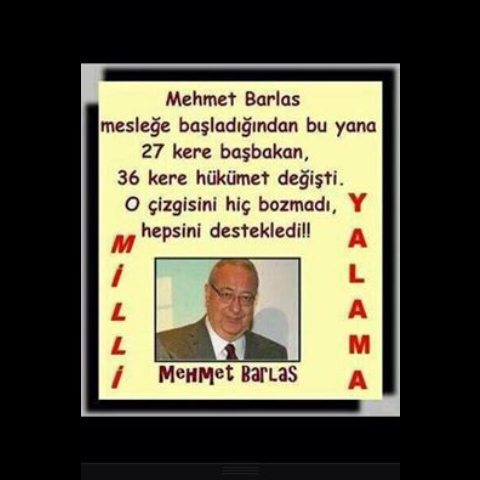 Mehmet Barlas
mesleğe başladığından bu yana
27 kere başbakan,
36 kere hükümet değişti.
O çizgisini hiç bozmadı,
hepsini destekledi!!
MİLLİ
YALAMA
MEHMET BARLAS